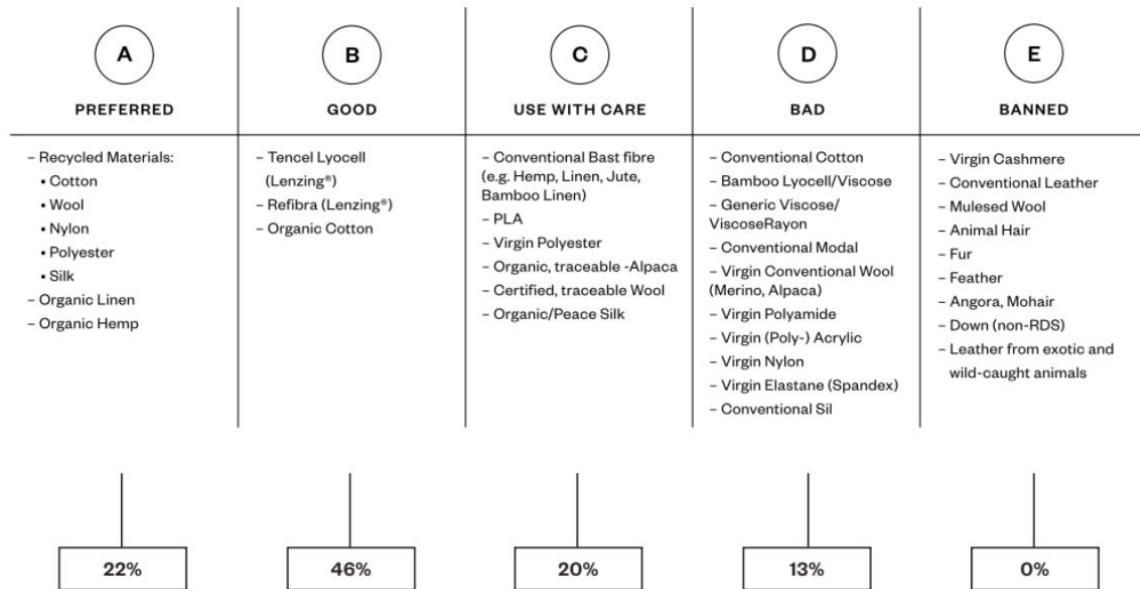 A
PREFERRED
– Recycled Materials:
• Cotton
• Wool
• Nylon
• Polyester
• Silk
– Organic Linen
– Organic Hemp
22%
B
GOOD
– Tencel Lyocell
(Lenzing®)
– Refibra (Lenzing®)
– Organic Cotton
46%
C
USE WITH CARE
– Conventional Bast fibre
(e.g. Hemp, Linen, Jute,
Bamboo Linen)
– PLA
– Virgin Polyester
– Organic, traceable -Alpaca
– Certified, traceable Wool
– Organic/Peace Silk
20%
D
BAD
– Conventional Cotton
– Bamboo Lyocell/Viscose
– Generic Viscose/
ViscoseRayon
– Conventional Modal
– Virgin Conventional Wool
(Merino, Alpaca)
– Virgin Polyamide
– Virgin (Poly-) Acrylic
– Virgin Nylon
– Virgin Elastane (Spandex)
– Conventional Sil
13%
E
BANNED
– Virgin Cashmere
– Conventional Leather
– Mulesed Wool
– Animal Hair
– Fur
– Feather
– Angora, Mohair
– Down (non-RDS)
– Leather from exotic and
wild-caught animals
0%